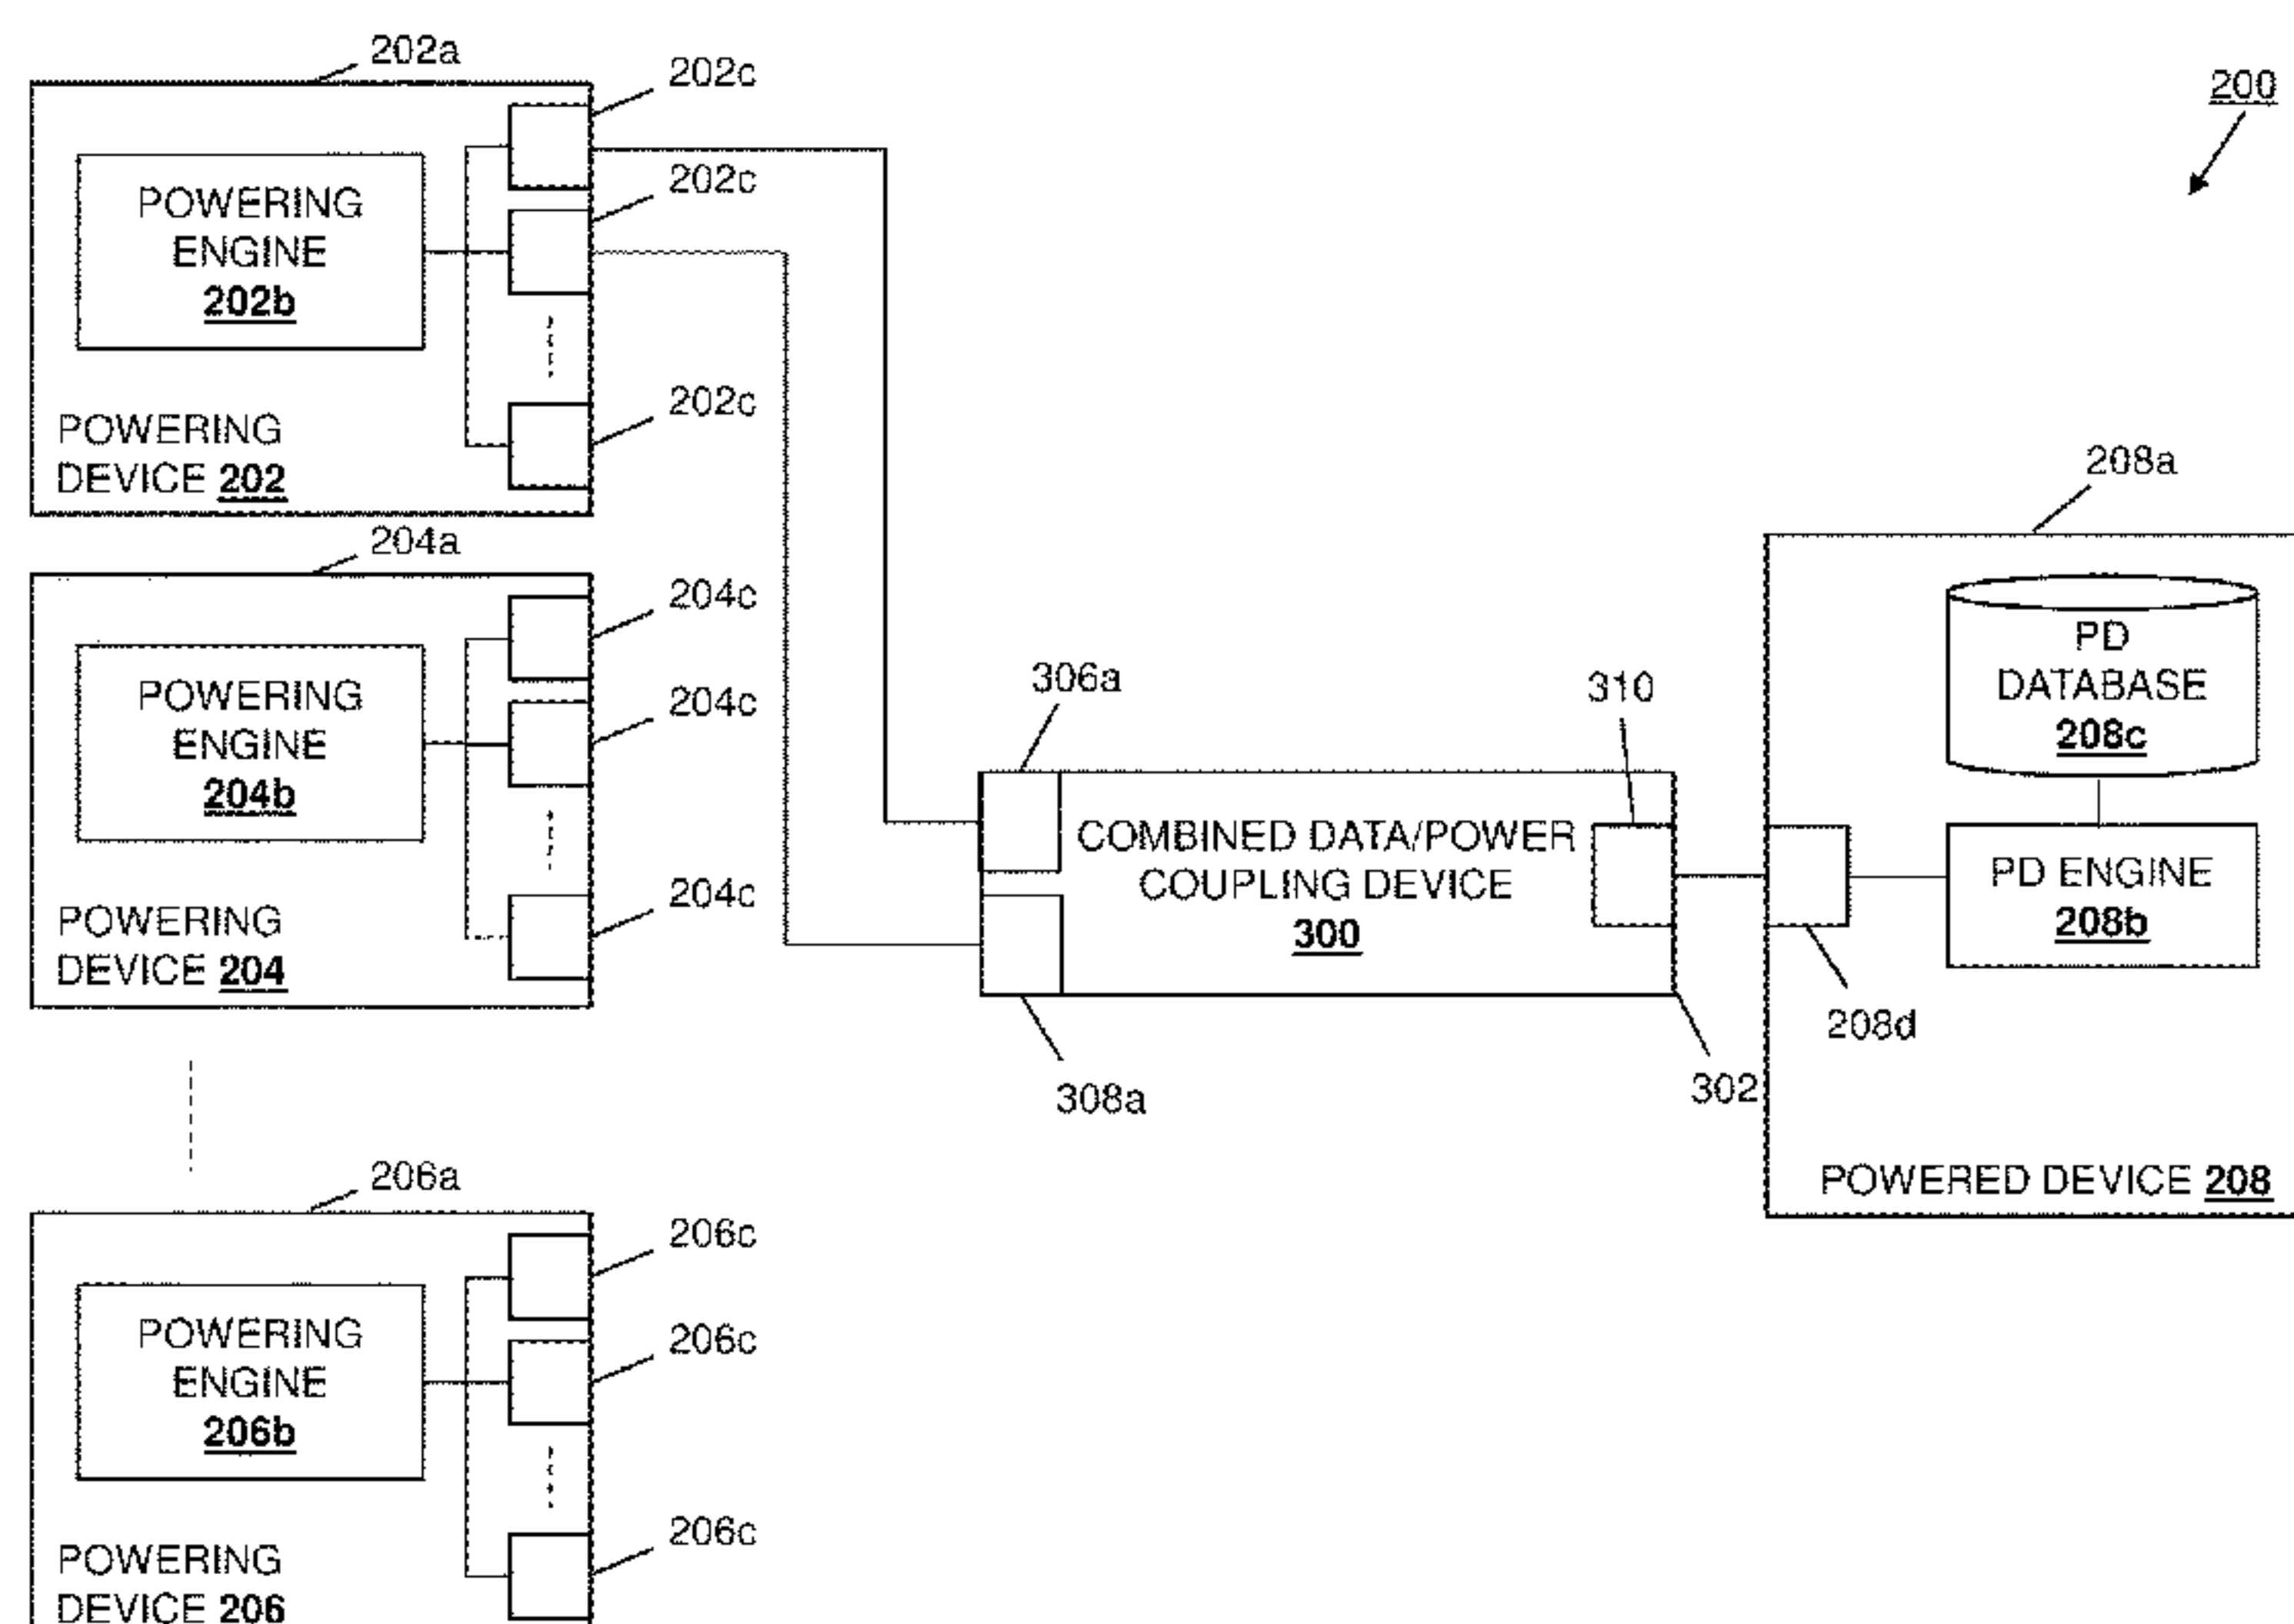 202a
202c
200
202c
POWERING
ENGINE
202b
202c
POWERING
DEVICE 202
208a
204a
204c
PD
DATABASE
208c
204c
306a
310
POWERING
ENGINE
204b
COMBINED DATA/POWER
COUPLING DEVICE
300
PD ENGINE
208b
204c
POWERING
DEVICE 204
208d
302
308a
206a
POWERED DEVICE 208
206c
206c
POWERING
ENGINE
206b
206c
POWERING
DEVICE 206